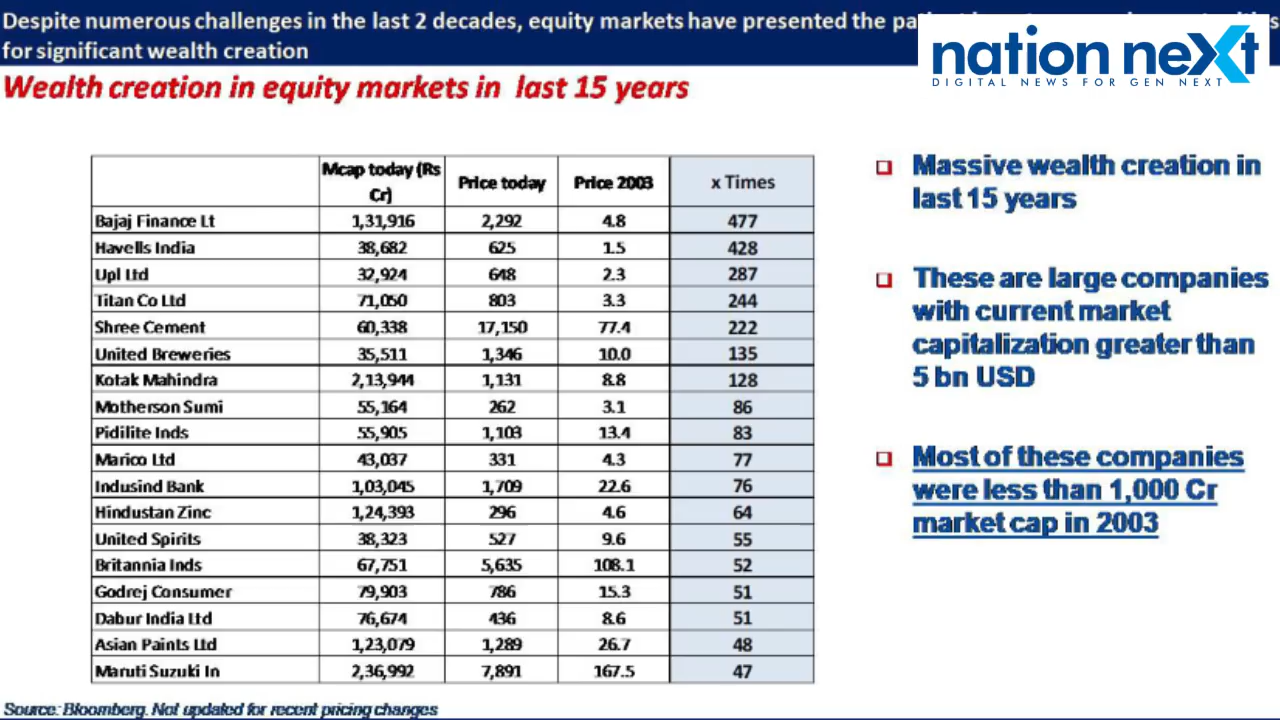 Despite numerous challenges in the last 2 decades, equity markets have presented the
for significant wealth creation
nation next
DIGITAL NEWS FOR GEN NEXT
Wealth creation in equity markets in last 15 years
Mcap today (Rs Cr) Price today Price 2003 x Times
Bajaj Finance Lt 1,31,916 2,292 4.8 477
Havells India 38,682 625 1.5 428
Upl Ltd 32,924 648 2.3 287
Titan Co Ltd 71,050 803 3.3 244
Shree Cement 60,338 17,150 77.4 222
United Breweries 35,511 1,346 10.0 135
Kotak Mahindra 2,13,944 1,131 8.8 128
Motherson Sumi 55,164 262 3.1 86
Pidilite Inds 55,905 1,103 13.4 83
Marico Ltd 43,037 331 4.3 77
Indusind Bank 1,03,045 1,709 22.6 76
Hindustan Zinc 1,24,393 296 4.6 64
United Spirits 38,323 527 9.6 55
Britannia Inds 67,751 5,635 108.1 52
Godrej Consumer 79,903 786 15.3 51
Dabur India Ltd 76,674 436 8.6 51
Asian Paints Ltd 1,23,079 1,289 26.7 48
Maruti Suzuki In 2,36,992 7,891 167.5 47
Massive wealth creation in
last 15 years
These are large companies
with current market
capitalization greater than
5 bn USD
Most of these companies
were less than 1,000 Cr
market cap in 2003
Source: Bloomberg. Not updated for recent pricing changes